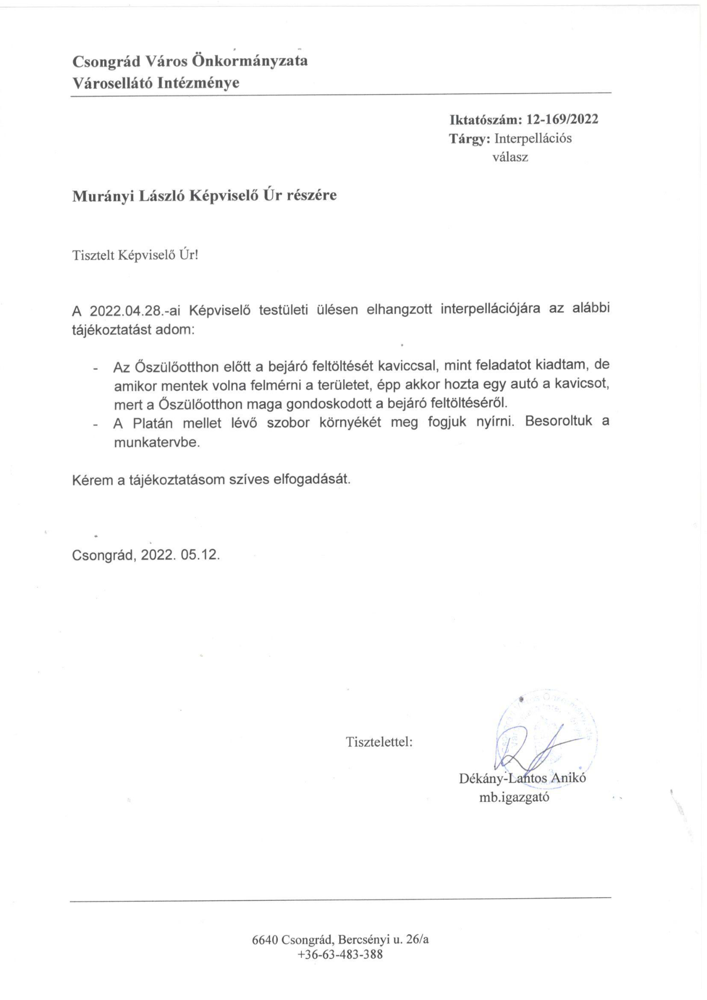 Csongrád Város Önkormányzata
Városellátó Intézménye
Iktatószám: 12-169/2022
Tárgy: Interpellációs
válasz
Murányi László Képviselő Úr részére
Tisztelt Képviselő Úr!
A 2022.04.28.-ai Képviselő testületi ülésen elhangzott interpellációjára az alábbi
tájékoztatást adom:
- Az Őszülőotthon előtt a bejáró feltöltését kaviccsal, mint feladatot kiadtam, de
amikor mentek volna felmérni a területet, épp akkor hozta egy autó a kavicsot,
mert a Őszülőotthon maga gondoskodott a bejáró feltöltéséről.
- A Platán mellet lévő szobor környékét meg fogjuk nyírni. Besoroltuk a
munkatervbe.
Kérem a tájékoztatásom szíves elfogadását.
Csongrád, 2022. 05.12.
Tisztelettel:
Dékány-Lantos Anikó
mb.igazgató
6640 Csongrád, Bercsényi u. 26/a
+36-63-483-388